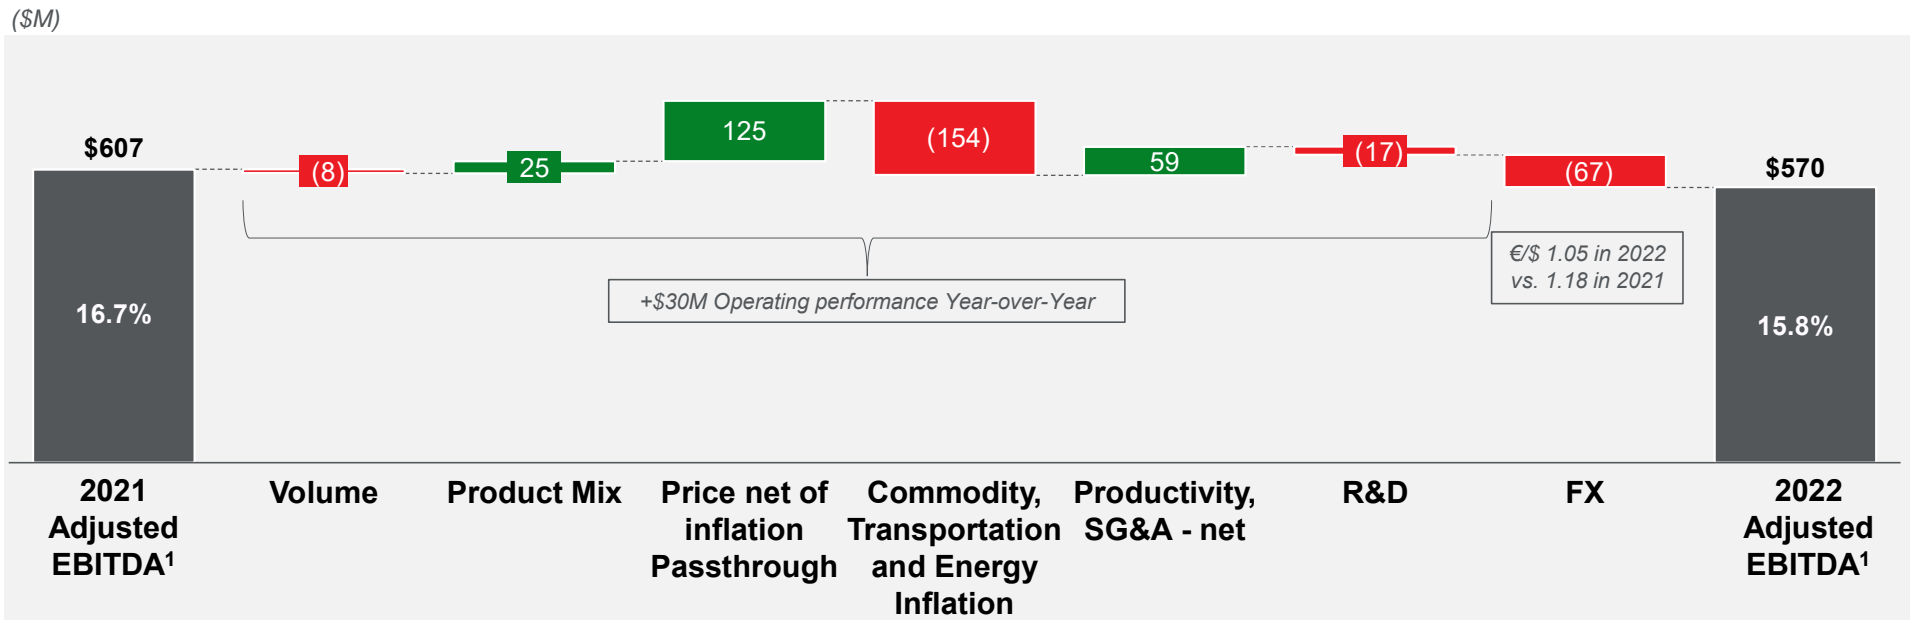 ($M)
$607
(8)
25
125
(154)
59
(17)
(67)
$570
16.7%
+$30M Operating performance Year-over-Year
€/$ 1.05 in 2022
vs. 1.18 in 2021
15.8%
2021
Adjusted
EBITDA¹
Volume
Product Mix
Price net of
inflation
Passthrough
Commodity,
Transportation
and Energy
Inflation
Productivity,
SG&A - net
R&D
FX
2022
Adjusted
EBITDA¹